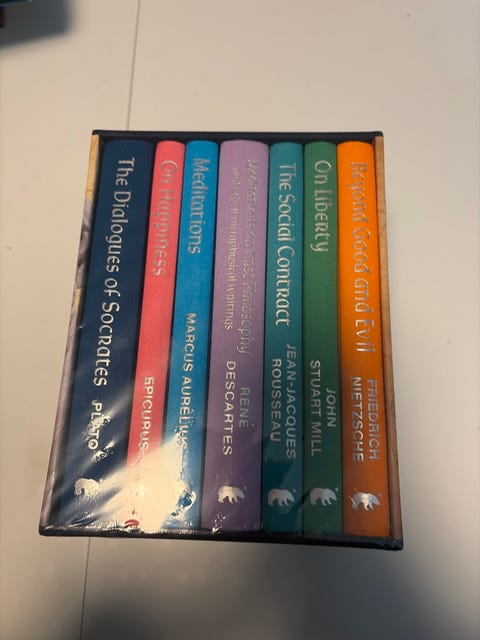 The Dialogues of Socrates
PLATO
On Happiness
EPICURUS
Meditations
MARCUS AURELIUS
Meditations on First Philosophy
and other metaphysical writings
RENÉ
DESCARTES
The Social Contract
JEAN-JACQUES
ROUSSEAU
On Liberty
JOHN
STUART MILL
Beyond Good and Evil
FRIEDRICH
NIETZSCHE